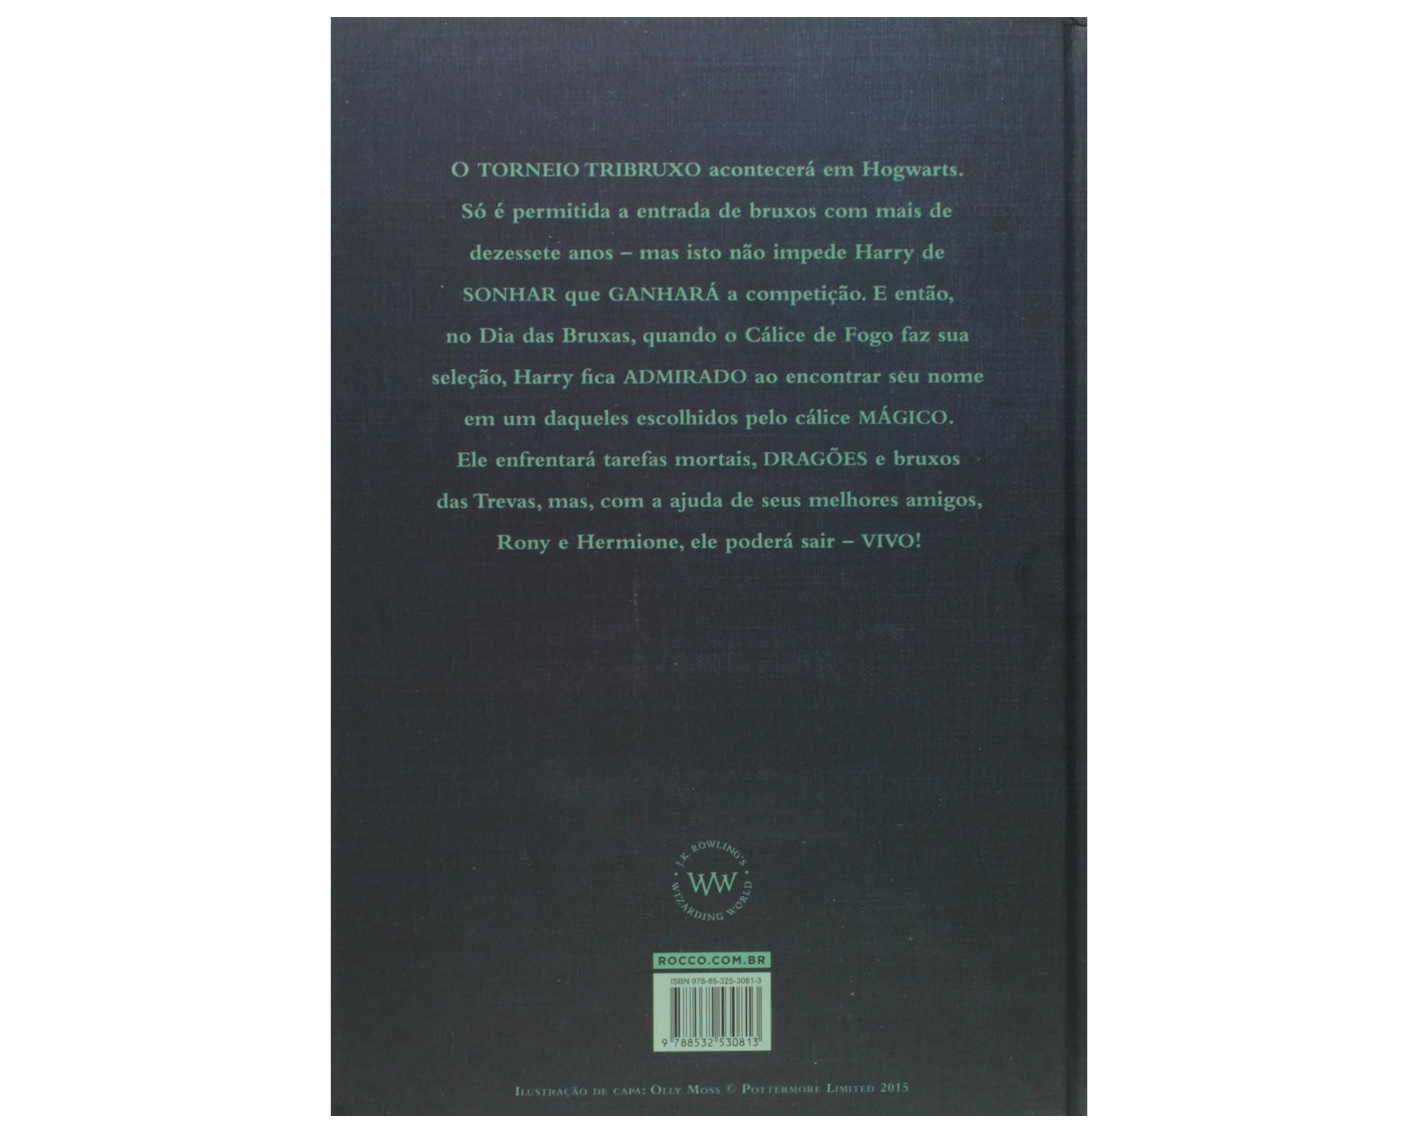 O TORNEIO TRIBRUXO acontecerá em Hogwarts.
Só é permitida a entrada de bruxos com mais de
dezessete anos – mas isto não impede Harry de
SONHAR que GANHARÁ a competição. E então,
no Dia das Bruxas, quando o Cálice de Fogo faz sua
seleção, Harry fica ADMIRADO ao encontrar seu nome
em um daqueles escolhidos pelo cálice MÁGICO.
Ele enfrentará tarefas mortais, DRAGÕES e bruxos
das Trevas, mas, com a ajuda de seus melhores amigos,
Rony e Hermione, ele poderá sair – VIVO!
J.K. ROWLING'S
WW
WIZARDING WORLD
ROCCO.COM.BR
ISBN 978-85-325-3081-3
9 788532 530813
ILUSTRAÇÃO DE CAPA: OLLY MOSS © POTTERMORE LIMITED 2015